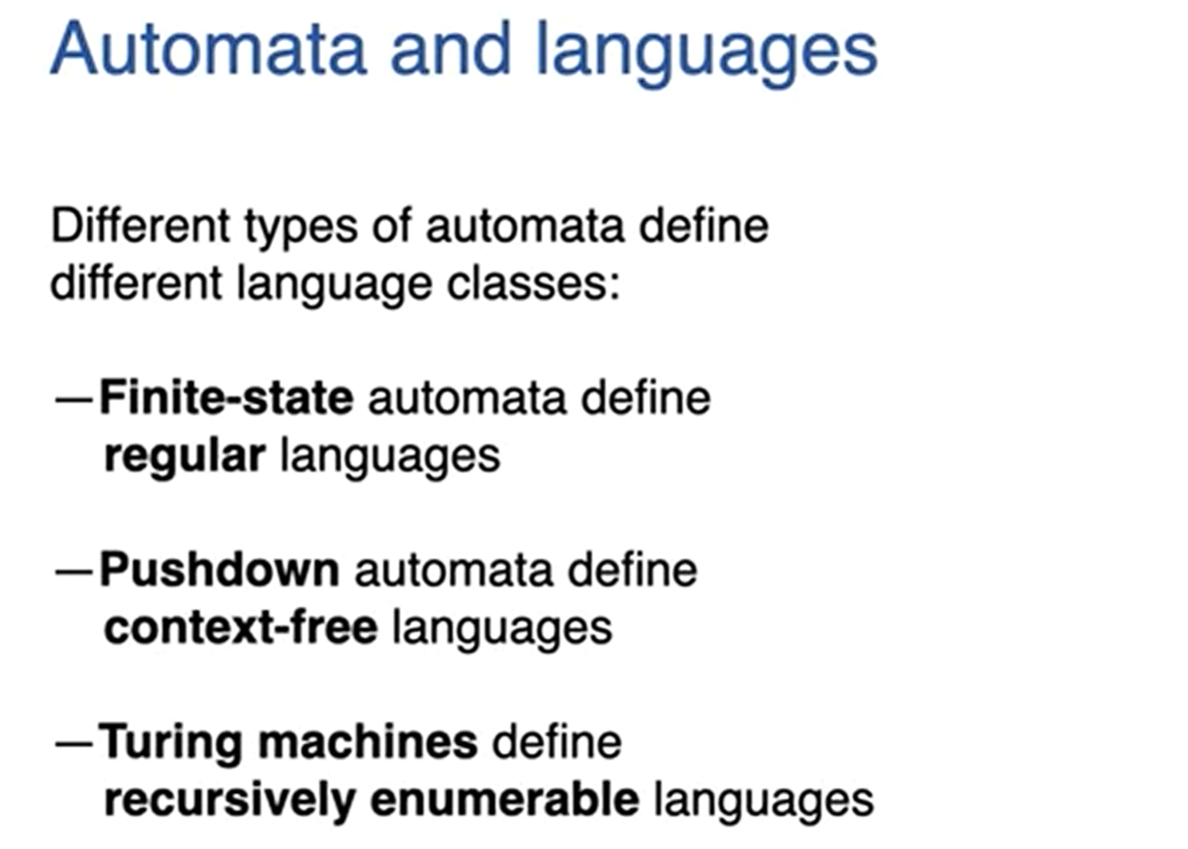 Automata and languages
Different types of automata define
different language classes:
—Finite-state automata define
regular languages
—Pushdown automata define
context-free languages
—Turing machines define
recursively enumerable languages